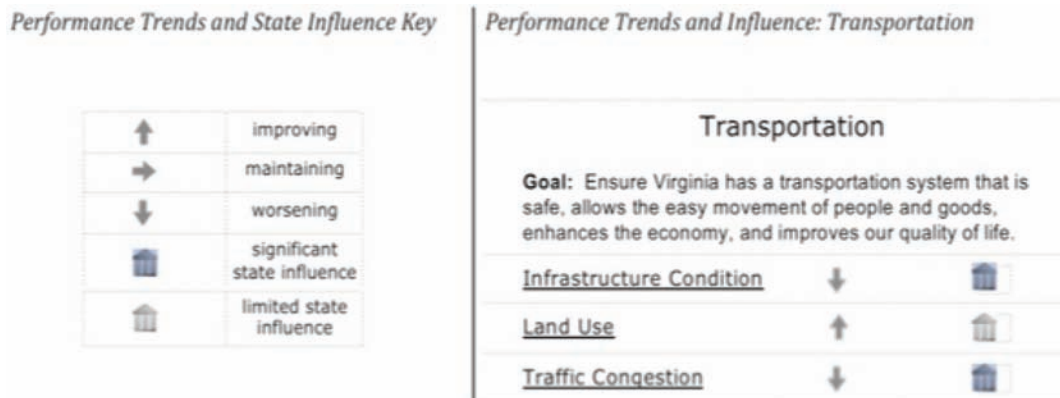 Performance Trends and State Influence Key
improving
maintaining
worsening
significant
state influence
limited state
influence
Performance Trends and Influence: Transportation
Transportation
Goal: Ensure Virginia has a transportation system that is
safe, allows the easy movement of people and goods,
enhances the economy, and improves our quality of life.
Infrastructure Condition
Land Use
Traffic Congestion